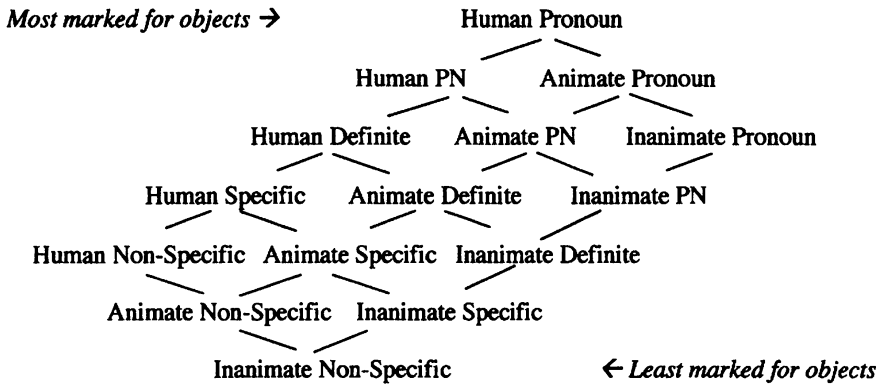 Most marked for objects → Human Pronoun
Human PN Animate Pronoun
Human Definite Animate PN Inanimate Pronoun
Human Specific Animate Definite Inanimate PN
Human Non-Specific Animate Specific Inanimate Definite
Animate Non-Specific Inanimate Specific
Inanimate Non-Specific ← Least marked for objects